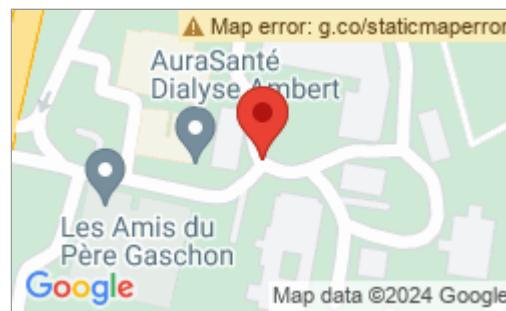 Map error: g.co/staticmaperror
AuraSanté
Dialyse Ambert
Les Amis du
Père Gaschon
Google
Map data ©2024 Google